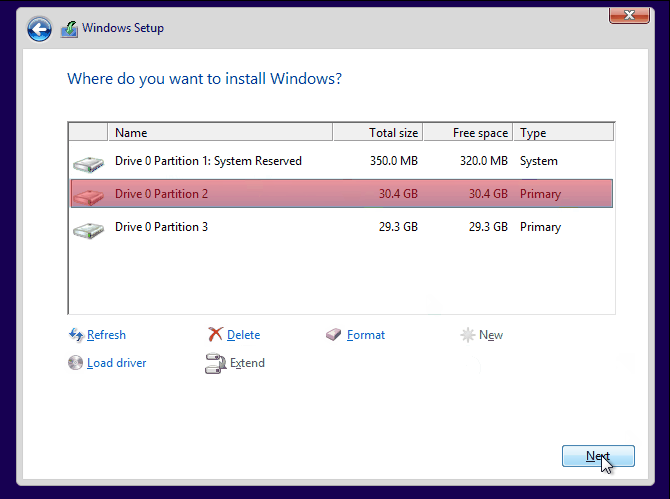 Windows Setup
Where do you want to install Windows?
Name Total size Free space Type
Drive 0 Partition 1: System Reserved 350.0 MB 320.0 MB System
Drive 0 Partition 2 30.4 GB 30.4 GB Primary
Drive 0 Partition 3 29.3 GB 29.3 GB Primary
Refresh Delete Format New
Load driver Extend
Next